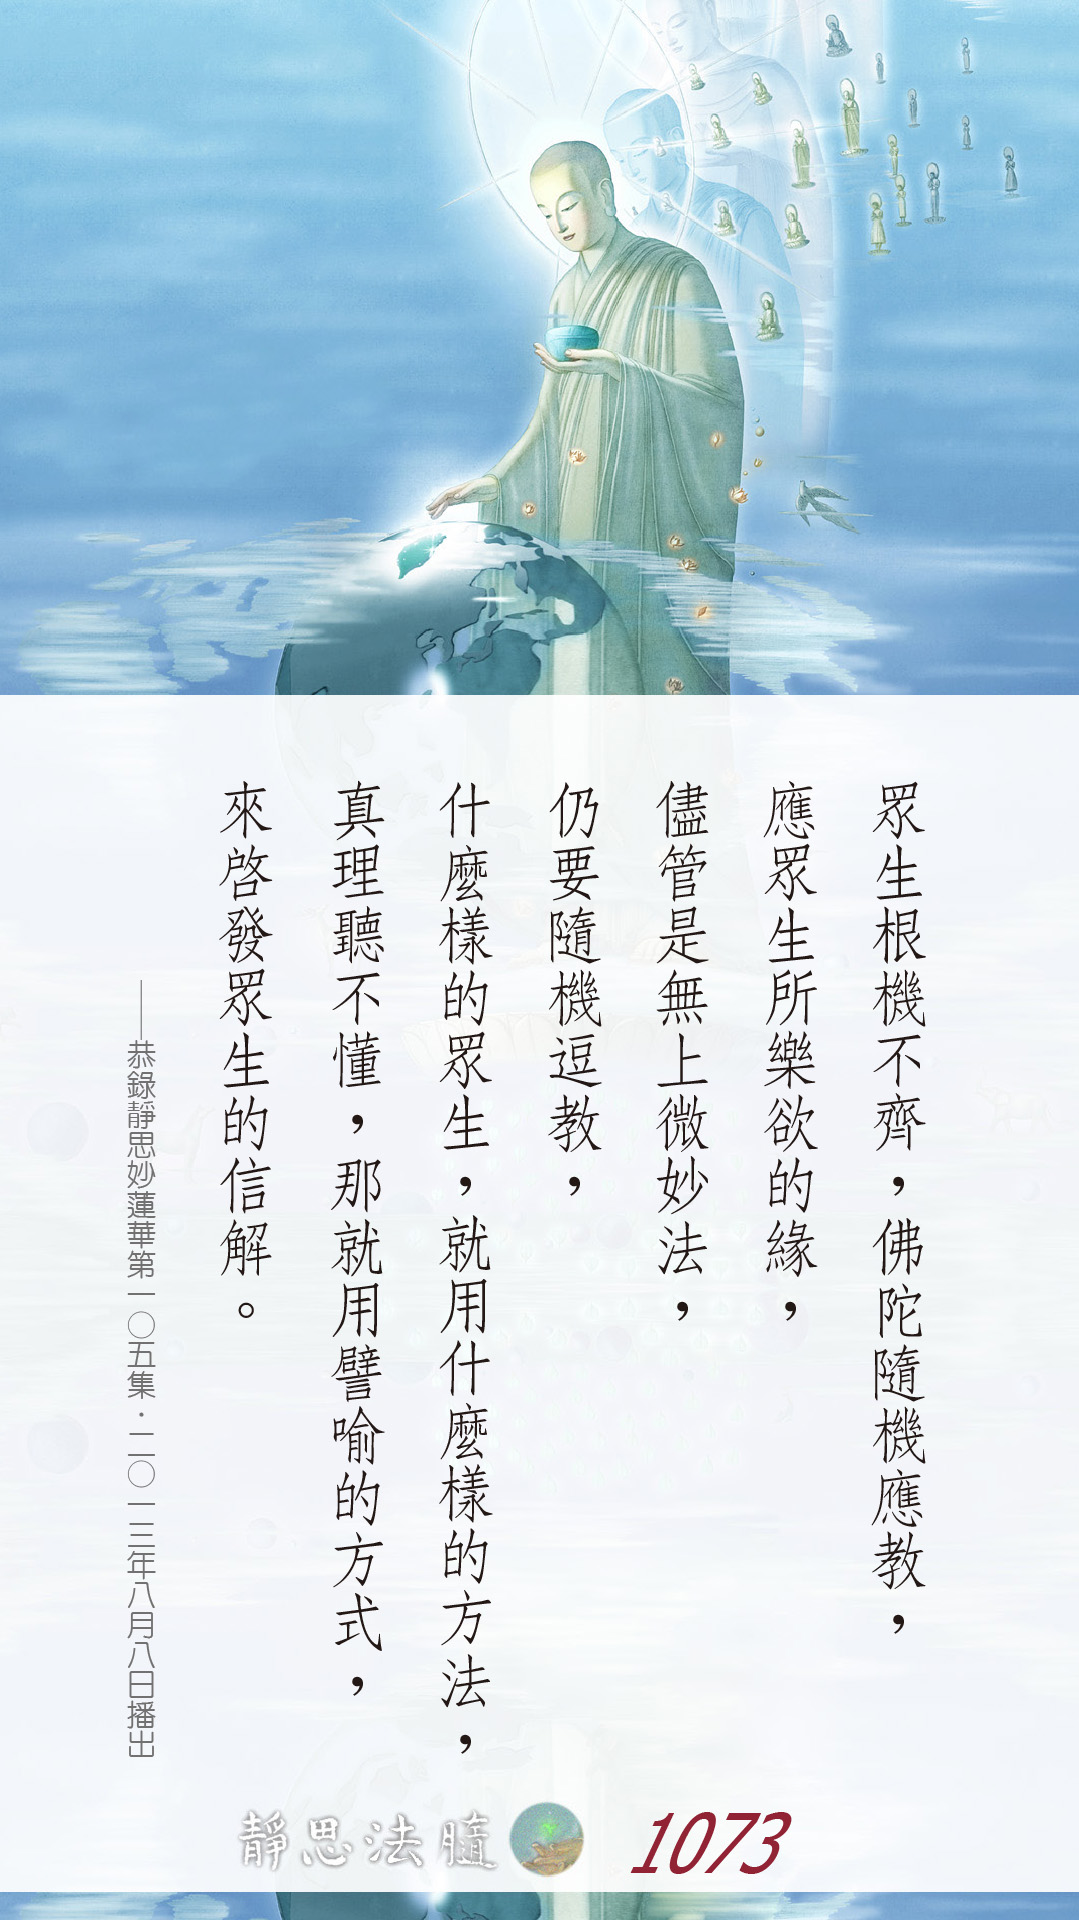 眾生根機不齊，佛陀隨機應教，
應眾生所樂欲的緣，
儘管是無上微妙法，
仍要隨機逗教，
什麼樣的眾生，就用什麼樣的方法，
真理聽不懂，那就用譬喻的方式，
來啓發眾生的信解。
——恭錄靜思妙蓮華第一〇五集．二〇一三年八月八日播出
靜思法髓
1073